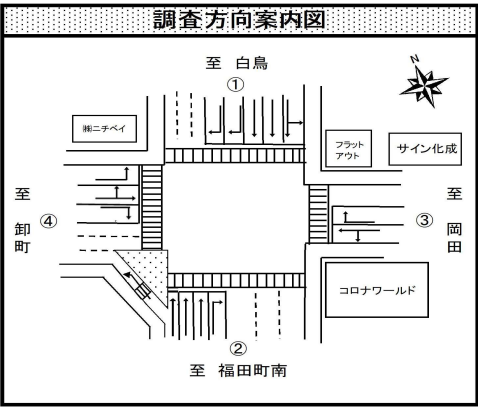 調査方向案内図
至 白鳥
①
N
㈱ニチベイ
フラット
アウト
サイン化成
至
卸町
④
③
至
岡田
コロナワールド
②
至 福田町南